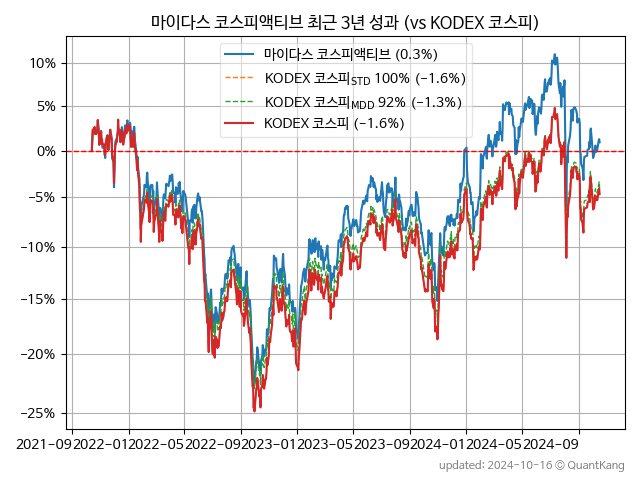 마이다스 코스피액티브 최근 3년 성과 (vs KODEX 코스피)
마이다스 코스피액티브 (0.3%)
KODEX 코스피STD 100% (−1.6%)
KODEX 코스피MDD 92% (−1.3%)
KODEX 코스피 (−1.6%)
10%
5%
0%
−5%
−10%
−15%
−20%
−25%
2021-09 2022-01 2022-05 2022-09 2023-01 2023-05 2023-09 2024-01 2024-05 2024-09
updated: 2024-10-16 © QuantKang